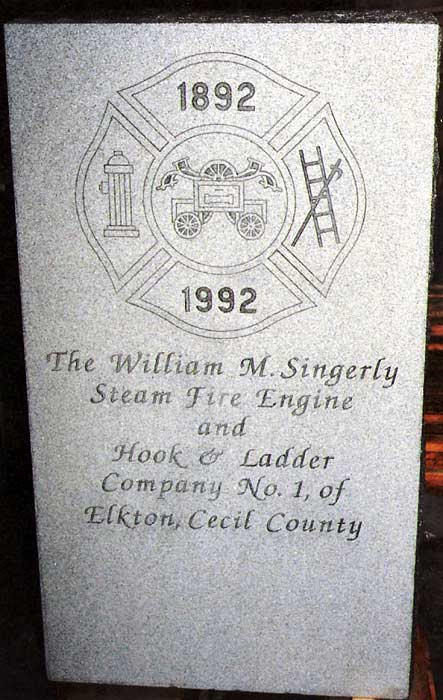 1892
1992
The William M. Singerly
Steam Fire Engine
and
Hook & Ladder
Company No. 1, of
Elkton, Cecil County